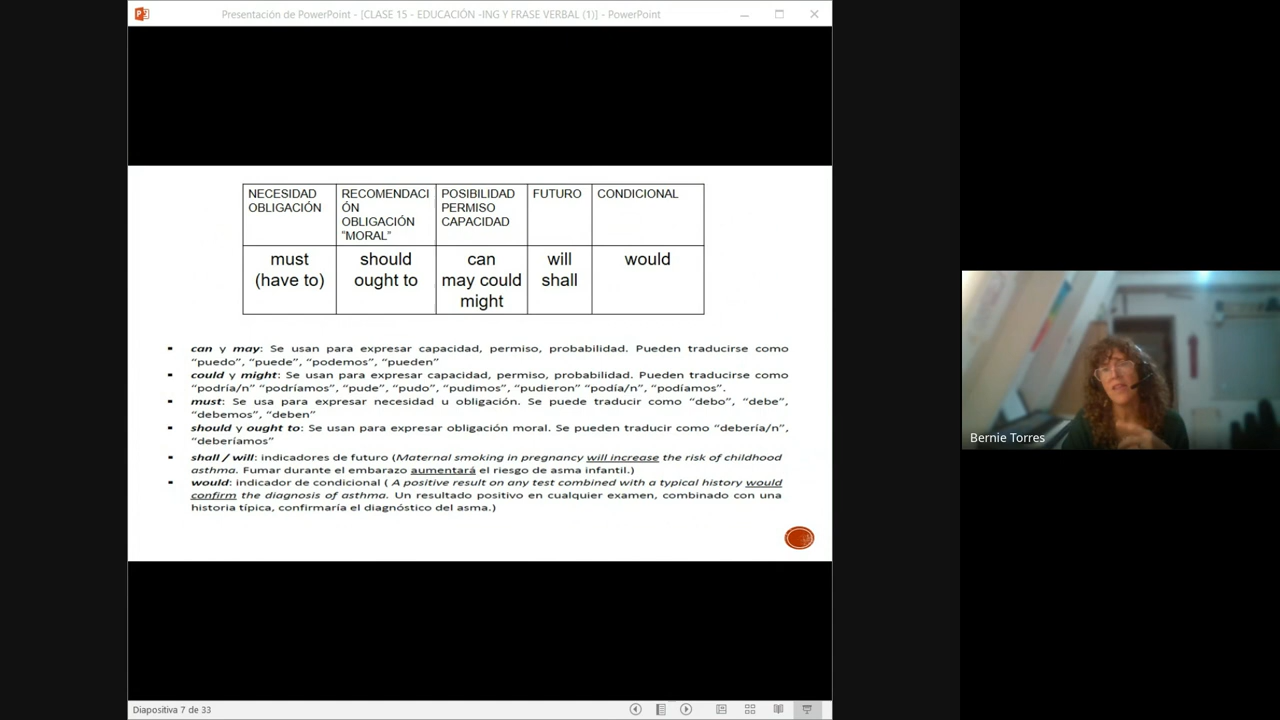 Presentación de PowerPoint - [CLASE 15 - EDUCACIÓN -ING Y FRASE VERBAL (1)] - PowerPoint
NECESIDAD
OBLIGACIÓN
RECOMENDACI
ÓN
OBLIGACIÓN
"MORAL"
POSIBILIDAD
PERMISO
CAPACIDAD
FUTURO
CONDICIONAL
must
(have to)
should
ought to
can
may could
might
will
shall
would
▪ can y may: Se usan para expresar capacidad, permiso, probabilidad. Pueden traducirse como
“puedo”, “puede”, “podemos”, “pueden”
▪ could y might: Se usan para expresar capacidad, permiso, probabilidad. Pueden traducirse como
“podría/n” “podríamos”, “pude”, “pudo”, “pudimos”, “pudieron” “podía/n”, “podíamos”.
▪ must: Se usa para expresar necesidad u obligación. Se puede traducir como “debo”, “debe”,
“debemos”, “deben”
▪ should y ought to: Se usan para expresar obligación moral. Se pueden traducir como “debería/n”,
“deberíamos”
▪ shall / will: indicadores de futuro (Maternal smoking in pregnancy will increase the risk of childhood
asthma. Fumar durante el embarazo aumentará el riesgo de asma infantil.)
▪ would: indicador de condicional ( A positive result on any test combined with a typical history would
confirm the diagnosis of asthma. Un resultado positivo en cualquier examen, combinado con una
historia típica, confirmaría el diagnóstico del asma.)
Bernie Torres
Diapositiva 7 de 33